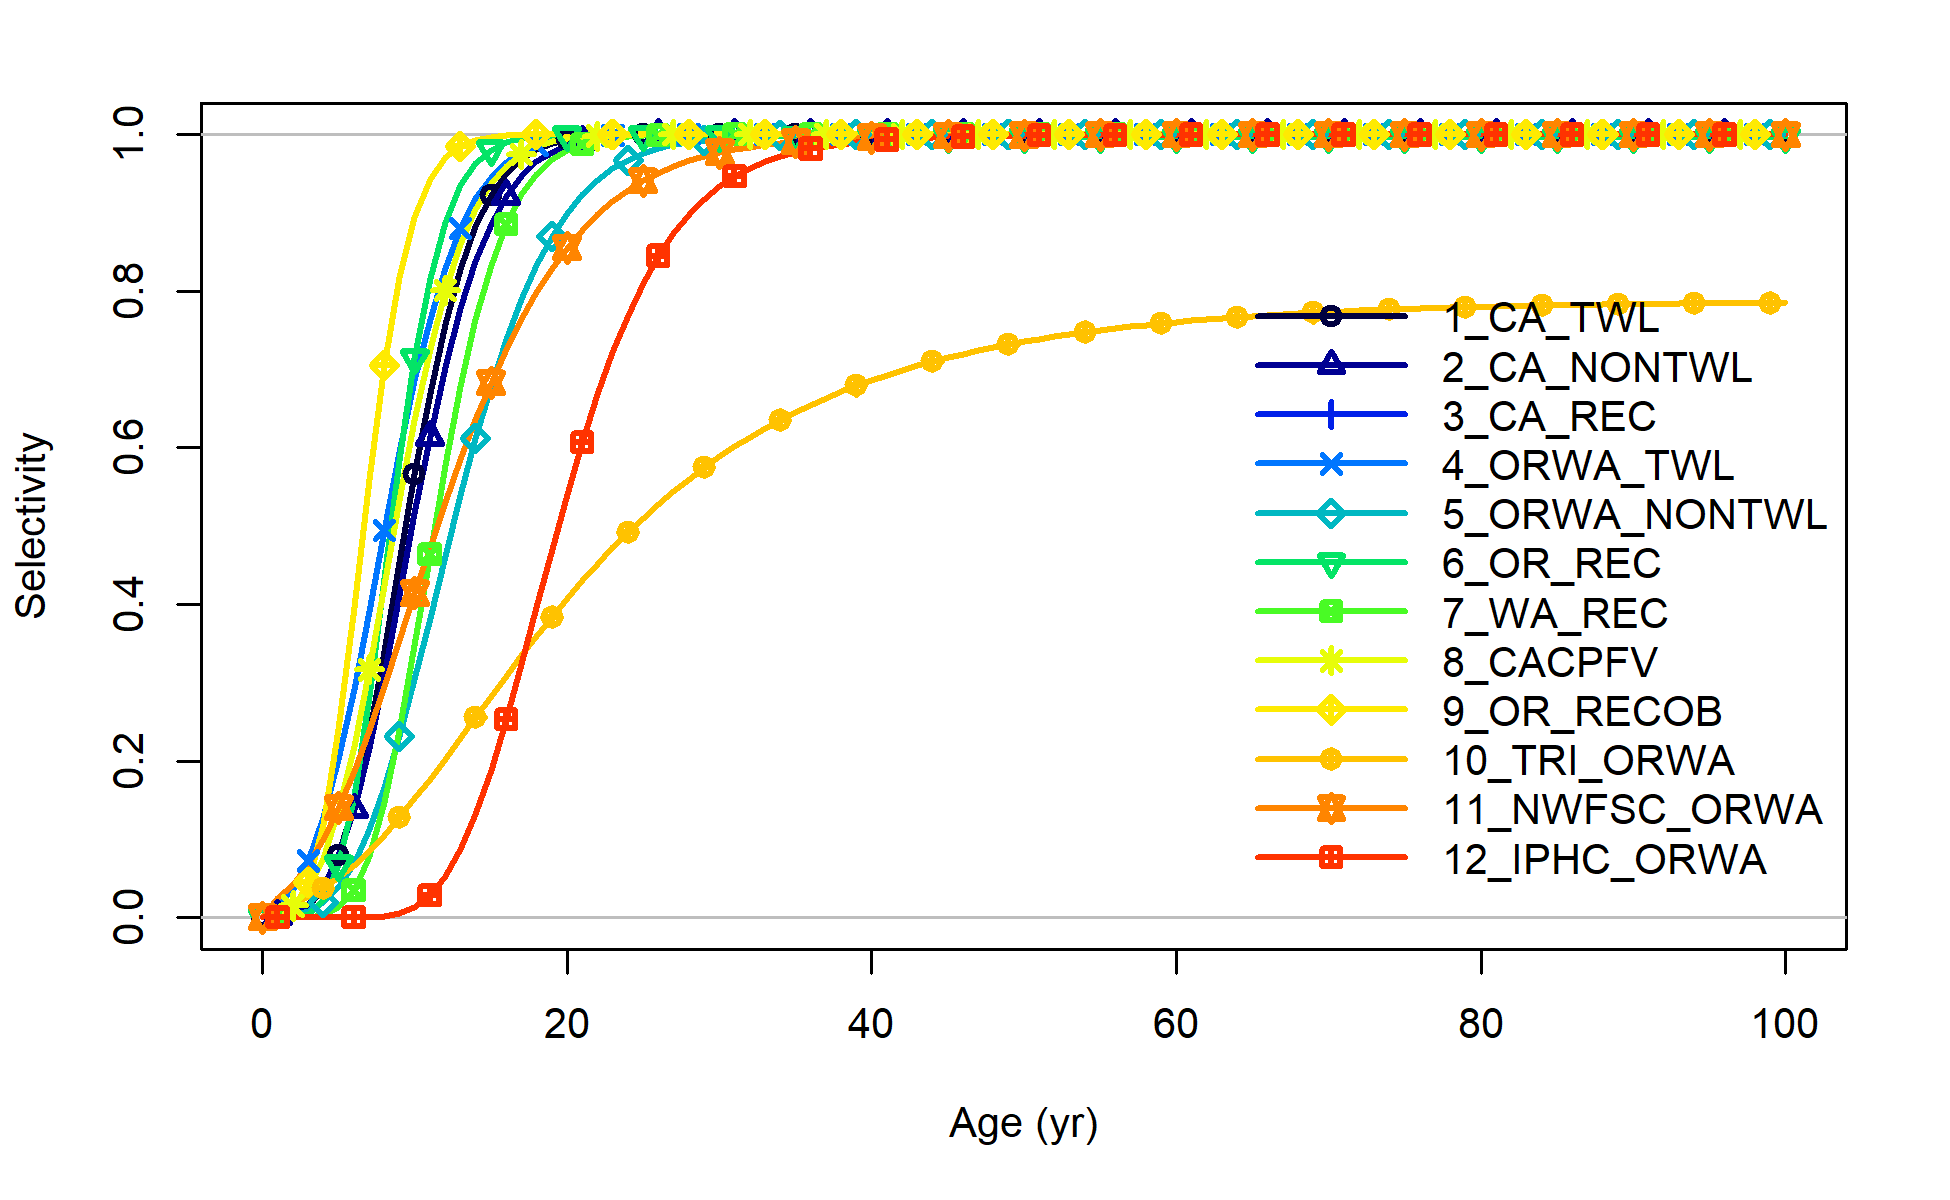 Selectivity
1.0
0.8
0.6
0.4
0.2
0.0
1_CA_TWL
2_CA_NONTWL
3_CA_REC
4_ORWA_TWL
5_ORWA_NONTWL
6_OR_REC
7_WA_REC
8_CACPFV
9_OR_RECOB
10_TRI_ORWA
11_NWFSC_ORWA
12_IPHC_ORWA
0 20 40 60 80 100
Age (yr)